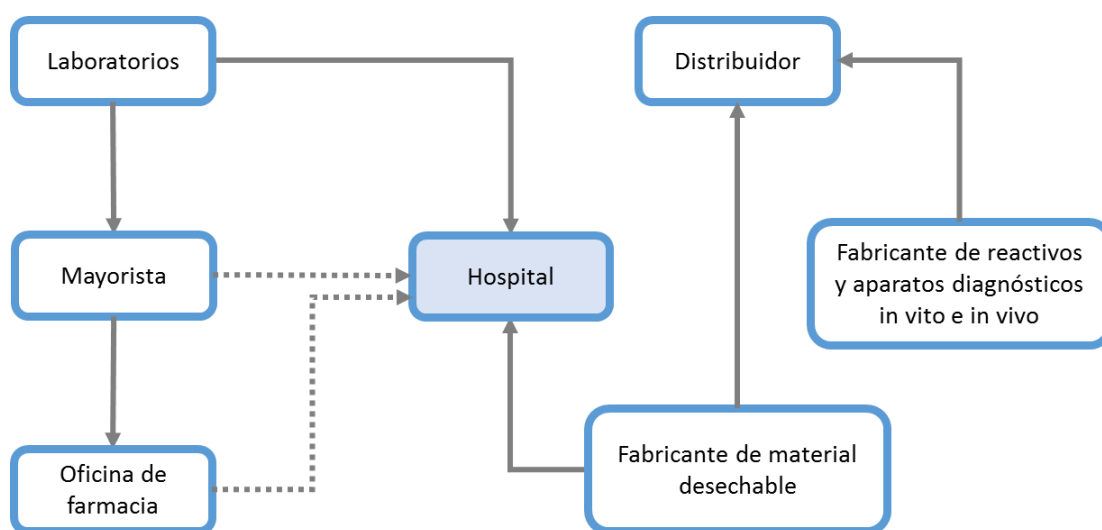 Laboratorios
Distribuidor
Mayorista
Hospital
Fabricante de reactivos
y aparatos diagnósticos
in vito e in vivo
Oficina de
farmacia
Fabricante de material
desechable